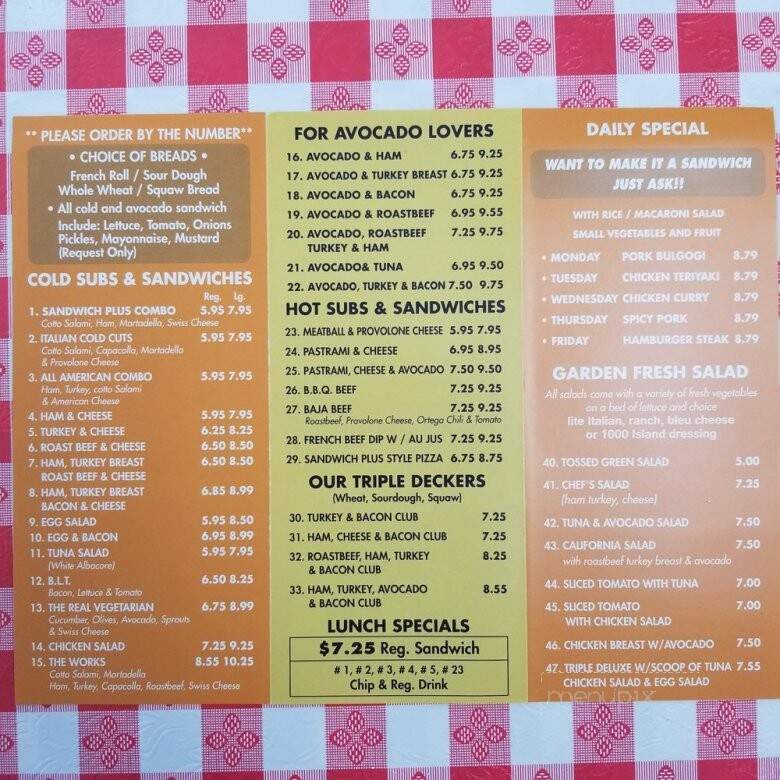 ** PLEASE ORDER BY THE NUMBER**
• CHOICE OF BREADS •
French Roll / Sour Dough
Whole Wheat / Squaw Bread
• All cold and avocado sandwich
Include: Lettuce, Tomato, Onions
Pickles, Mayonnaise, Mustard
(Request Only)
COLD SUBS & SANDWICHES
Reg. Lg.
1. SANDWICH PLUS COMBO 5.95 7.95
Cotto Salami, Ham, Mortadella, Swiss Cheese
2. ITALIAN COLD CUTS 5.95 7.95
Cotto Salami, Capacolla, Mortadella
& Provolone Cheese
3. ALL AMERICAN COMBO 5.95 7.95
Ham, Turkey, cotto Salami
& American Cheese
4. HAM & CHEESE 5.95 7.95
5. TURKEY & CHEESE 6.25 8.25
6. ROAST BEEF & CHEESE 6.50 8.50
7. HAM, TURKEY BREAST 6.50 8.50
ROAST BEEF & CHEESE
8. HAM, TURKEY BREAST 6.85 8.99
BACON & CHEESE
9. EGG SALAD 5.95 8.50
10. EGG & BACON 6.95 8.99
11. TUNA SALAD 5.95 7.95
(White Albacore)
12. B.L.T. 6.50 8.25
Bacon, Lettuce & Tomato
13. THE REAL VEGETARIAN 6.75 8.99
Cucumber, Olives, Avocado, Sprouts
& Swiss Cheese
14. CHICKEN SALAD 7.25 9.25
15. THE WORKS 8.55 10.25
Cotto Salami, Mortadella
Ham, Turkey, Capacolla, Roastbeef, Swiss Cheese
FOR AVOCADO LOVERS
16. AVOCADO & HAM 6.75 9.25
17. AVOCADO & TURKEY BREAST 6.75 9.25
18. AVOCADO & BACON 6.75 9.25
19. AVOCADO & ROASTBEEF 6.95 9.55
20. AVOCADO, ROASTBEEF 7.25 9.75
TURKEY & HAM
21. AVOCADO& TUNA 6.95 9.50
22. AVOCADO, TURKEY & BACON 7.50 9.75
HOT SUBS & SANDWICHES
23. MEATBALL & PROVOLONE CHEESE 5.95 7.95
24. PASTRAMI & CHEESE 6.95 8.95
25. PASTRAMI, CHEESE & AVOCADO 7.50 9.50
26. B.B.Q. BEEF 7.25 9.25
27. BAJA BEEF 7.25 9.25
Roastbeef, Provolone Cheese, Ortega Chili & Tomato
28. FRENCH BEEF DIP W / AU JUS 7.25 9.25
29. SANDWICH PLUS STYLE PIZZA 6.75 8.75
OUR TRIPLE DECKERS
(Wheat, Sourdough, Squaw)
30. TURKEY & BACON CLUB 7.25
31. HAM, CHEESE & BACON CLUB 7.25
32. ROASTBEEF, HAM, TURKEY 8.25
& BACON CLUB
33. HAM, TURKEY, AVOCADO 8.55
& BACON CLUB
LUNCH SPECIALS
$7.25 Reg. Sandwich
# 1, # 2, # 3, # 4, # 5, # 23
Chip & Reg. Drink
DAILY SPECIAL
WANT TO MAKE IT A SANDWICH
JUST ASK!!
WITH RICE / MACARONI SALAD
SMALL VEGETABLES AND FRUIT
• MONDAY PORK BULGOGI 8.79
• TUESDAY CHICKEN TERIYAKI 8.79
• WEDNESDAY CHICKEN CURRY 8.79
• THURSDAY SPICY PORK 8.79
• FRIDAY HAMBURGER STEAK 8.79
GARDEN FRESH SALAD
All salads come with a variety of fresh vegetables
on a bed of lettuce and choice
lite Italian, ranch, bleu cheese
or 1000 Island dressing
40. TOSSED GREEN SALAD 5.00
41. CHEF'S SALAD 7.25
(ham turkey, cheese)
42. TUNA & AVOCADO SALAD 7.50
43. CALIFORNIA SALAD 7.50
with roastbeef turkey breast & avocado
44. SLICED TOMATO WITH TUNA 7.00
45. SLICED TOMATO 7.00
WITH CHICKEN SALAD
46. CHICKEN BREAST W/AVOCADO 7.50
47. TRIPLE DELUXE W/SCOOP OF TUNA 7.55
CHICKEN SALAD & EGG SALAD
menupix